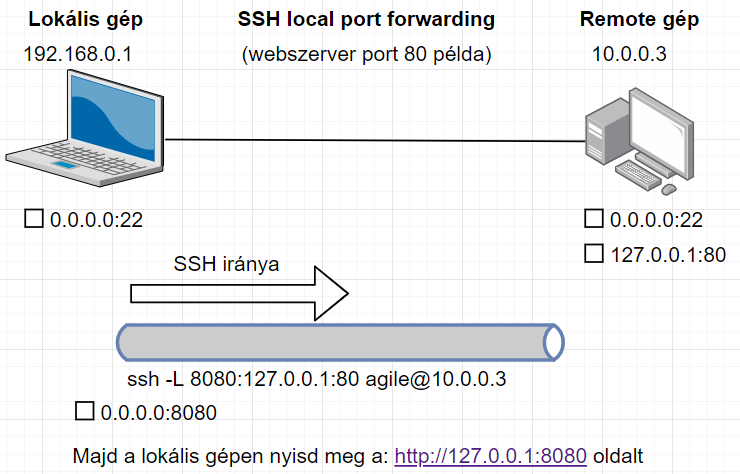 Lokális gép
SSH local port forwarding
Remote gép
192.168.0.1
(webszerver port 80 példa)
10.0.0.3
0.0.0.0:22
0.0.0.0:22
127.0.0.1:80
SSH iránya
ssh -L 8080:127.0.0.1:80 agile@10.0.0.3
0.0.0.0:8080
Majd a lokális gépen nyisd meg a: http://127.0.0.1:8080 oldalt